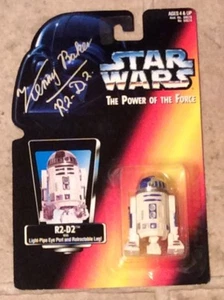 AGES 4 & UP
STAR
WARS
THE POWER OF THE FORCE
Kenny Baker
R2-D2
R2-D2
with
Light-Pipe Eye Port and Retractable Leg!